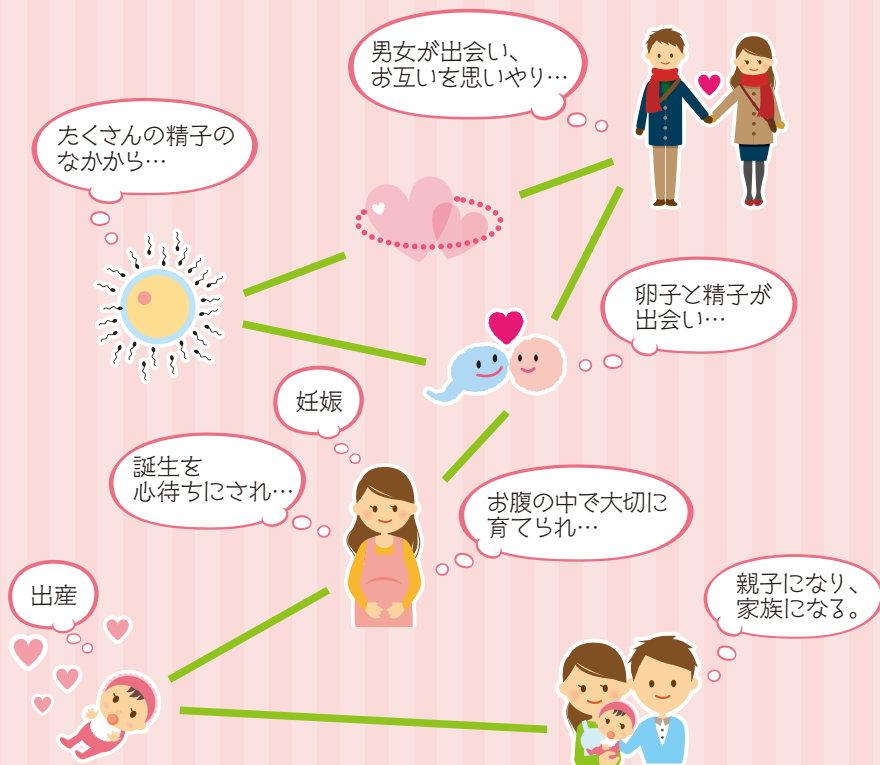 男女が出会い、
お互いを思いやり…
たくさんの精子の
なかから…
卵子と精子が
出会い…
妊娠
誕生を
心待ちにされ…
お腹の中で大切に
育てられ…
出産
親子になり、
家族になる。